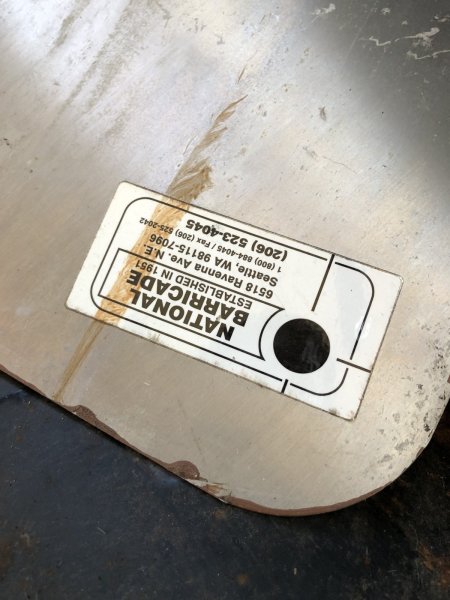 NATIONAL
BARRICADE
ESTABLISHED IN 1951
6518 Ravenna Ave. N.E.
Seattle, WA 98115-7096
1 (800) 884-4045 / Fax (206) 525-2042
(206) 523-4045